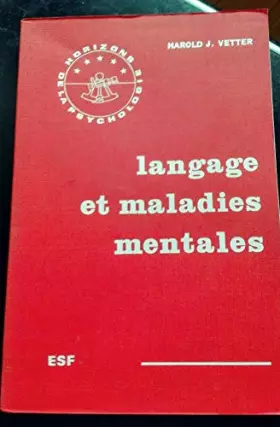 HORIZONS
DE LA PSYCHOLOGIE
HAROLD J. VETTER
langage
et maladies
mentales
ESF